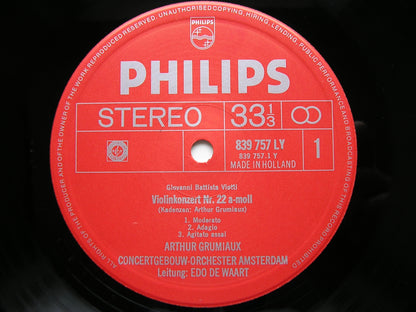 ALL RIGHTS OF THE PRODUCER AND OF THE OWNER OF THE WORK REPRODUCED RESERVED. UNAUTHORISED COPYING, HIRING, LENDING, PUBLIC PERFORMANCE AND BROADCASTING OF THIS RECORD PROHIBITED
PHILIPS
PHILIPS
STEREO
33 1/3
839 757 LY
839 757.1 Y
MADE IN HOLLAND
1
Giovanni Battista Viotti
Violinkonzert Nr. 22 a-moll
(Kadenzen: Arthur Grumiaux)
1. Moderato
2. Adagio
3. Agitato assai
ARTHUR GRUMIAUX
CONCERTGEBOUW-ORCHESTER AMSTERDAM
Leitung: EDO DE WAART